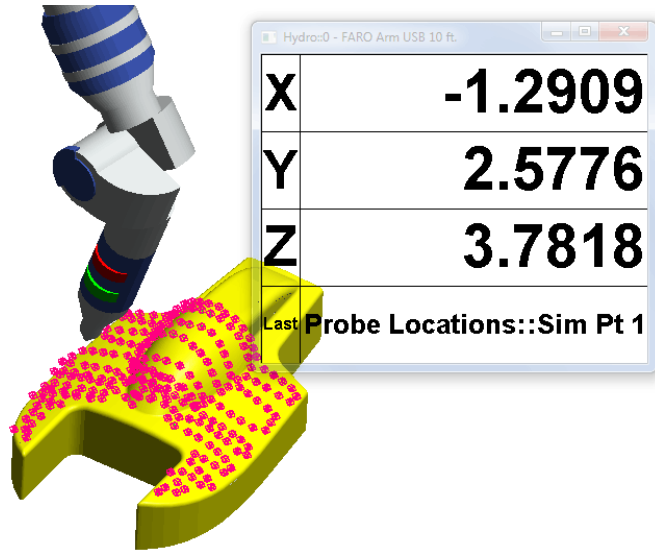 Hydro::0 - FARO Arm USB 10 ft.
X -1.2909
Y 2.5776
Z 3.7818
Last Probe Locations::Sim Pt 1